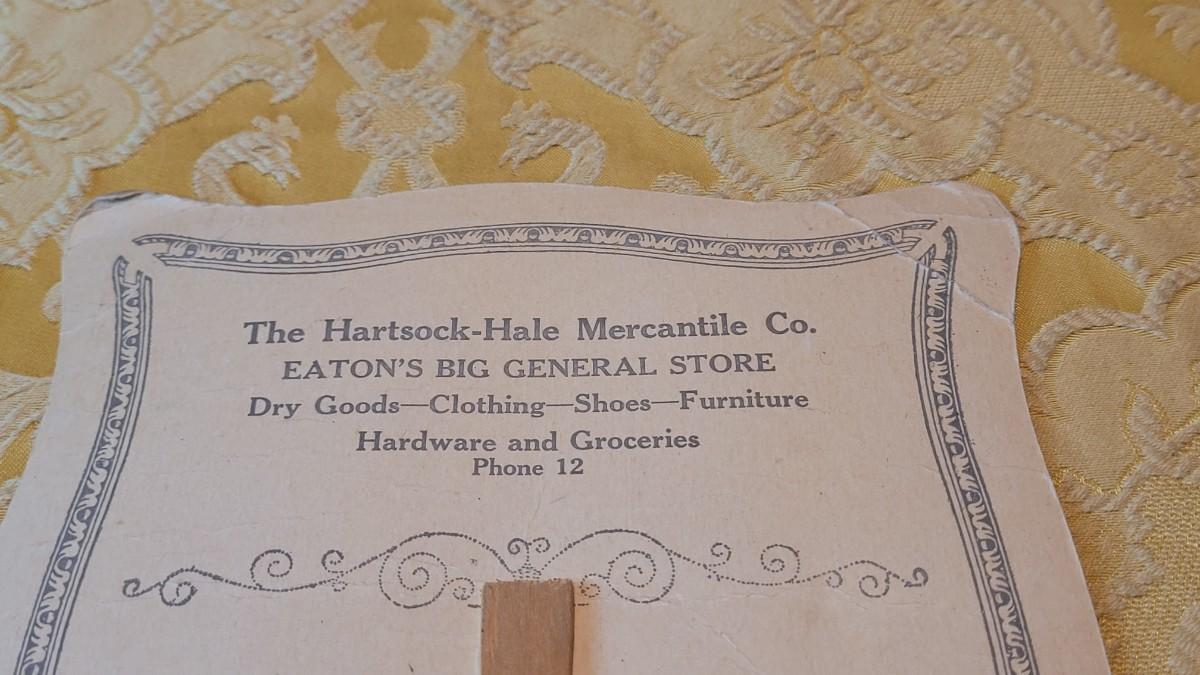 The Hartsock-Hale Mercantile Co.
EATON'S BIG GENERAL STORE
Dry Goods—Clothing—Shoes—Furniture
Hardware and Groceries
Phone 12